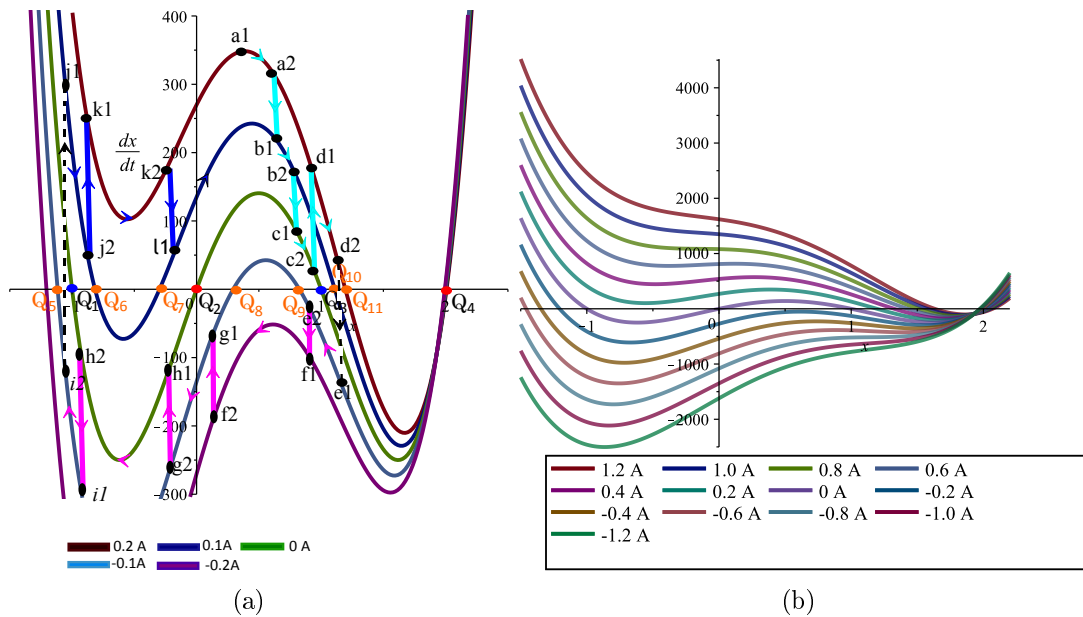 400
300
200
100
-100
-200
-300
dx
dt
a1
a2
j1
k1
b1
k2
b2
d1
c1
l1
j2
c2
d2
Q10
Q5
Q1
Q6
Q7
Q2
Q8
Q9
Q3
Q11
2
Q4
e2
g1
h2
f1
h1
i2
e1
f2
g2
i1
x
0.2 A
0.1A
0 A
-0.1A
-0.2A
(a)
4000
3000
2000
1000
0
-1000
-2000
-1
0
1
2
x
1.2 A 1.0 A 0.8 A 0.6 A
0.4 A 0.2 A 0 A -0.2 A
-0.4 A -0.6 A -0.8 A -1.0 A
-1.2 A
(b)